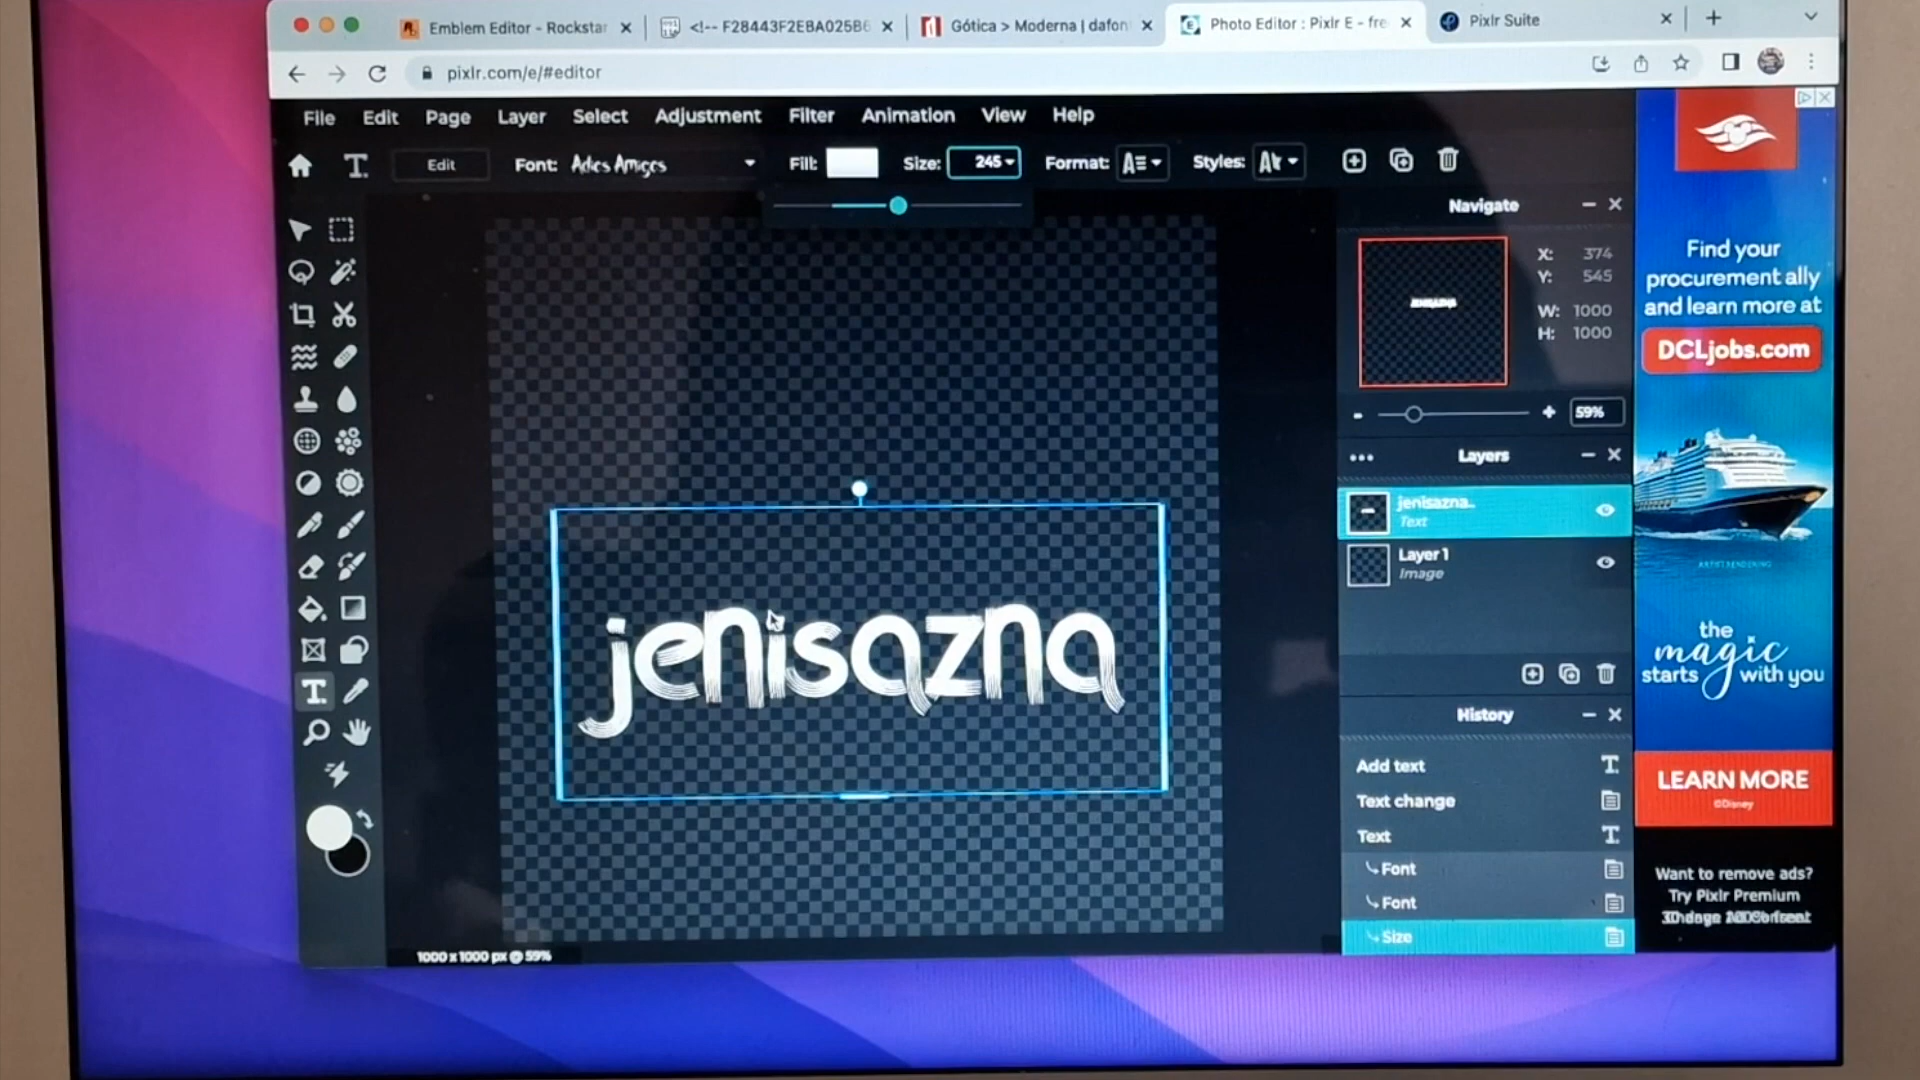 Emblem Editor - Rockstar
<!-- F28443F2EBA025B6
Gótica > Moderna | dafon
Photo Editor : Pixlr E - fre
Pixlr Suite
pixlr.com/e/#editor
File Edit Page Layer Select Adjustment Filter Animation View Help
Edit Font: Adies Amigos Fill: Size: 245 Format: Styles:
Navigate
X: 374
Y: 545
W: 1000
H: 1000
59%
Layers
jenisazna..
Text
Layer 1
Image
History
Add text
Text change
Text
Font
Font
Size
jenisazna
1000 x 1000 px @ 59%
Find your
procurement ally
and learn more at
DCLjobs.com
ARTIST RENDERING
the
magic
starts with you
LEARN MORE
©Disney
Want to remove ads?
Try Pixlr Premium